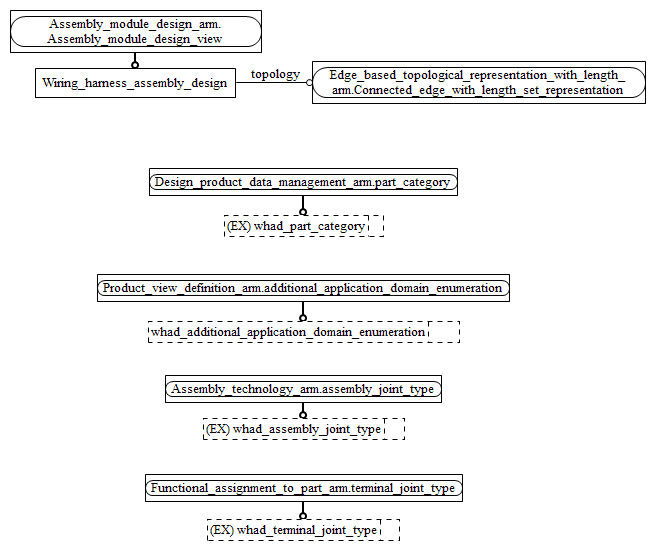 Assembly_module_design_arm.
Assembly_module_design_view
Wiring_harness_assembly_design
topology
Edge_based_topological_representation_with_length_
arm.Connected_edge_with_length_set_representation
Design_product_data_management_arm.part_category
(EX) whad_part_category
Product_view_definition_arm.additional_application_domain_enumeration
whad_additional_application_domain_enumeration
Assembly_technology_arm.assembly_joint_type
(EX) whad_assembly_joint_type
Functional_assignment_to_part_arm.terminal_joint_type
(EX) whad_terminal_joint_type